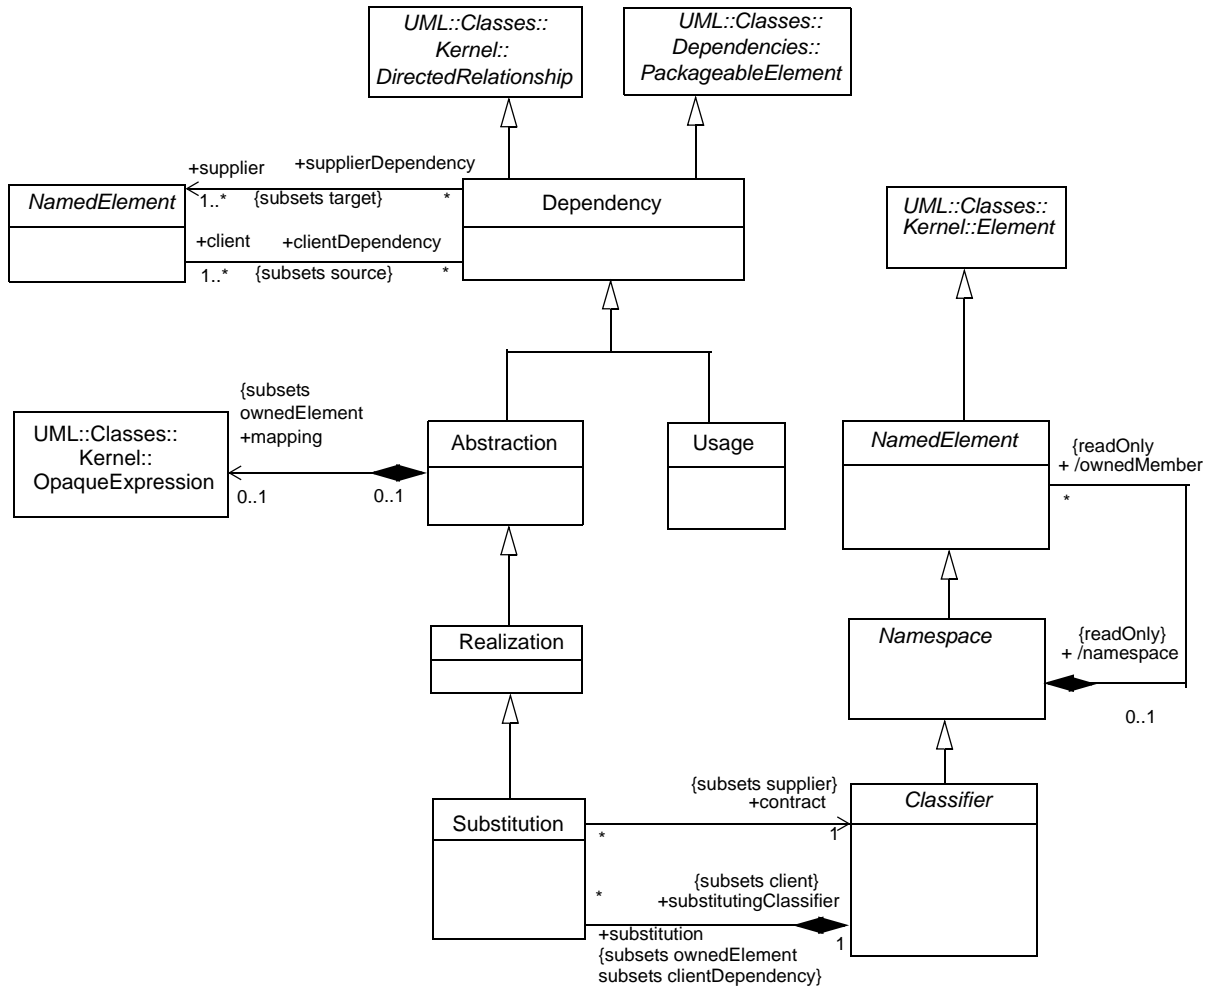 UML::Classes::
Kernel::
DirectedRelationship
UML::Classes::
Dependencies::
PackageableElement
+supplier
+supplierDependency
1..*
{subsets target}
*
NamedElement
Dependency
+client
+clientDependency
1..*
{subsets source}
*
UML::Classes::
Kernel::Element
{subsets
ownedElement
+mapping
UML::Classes::
Kernel::
OpaqueExpression
0..1
0..1
Abstraction
Usage
NamedElement
{readOnly
+ /ownedMember
*
Realization
Namespace
{readOnly}
+ /namespace
0..1
Substitution
{subsets supplier}
+contract
*
1
Classifier
{subsets client}
*
+substitutingClassifier
+substitution
1
{subsets ownedElement
subsets clientDependency}